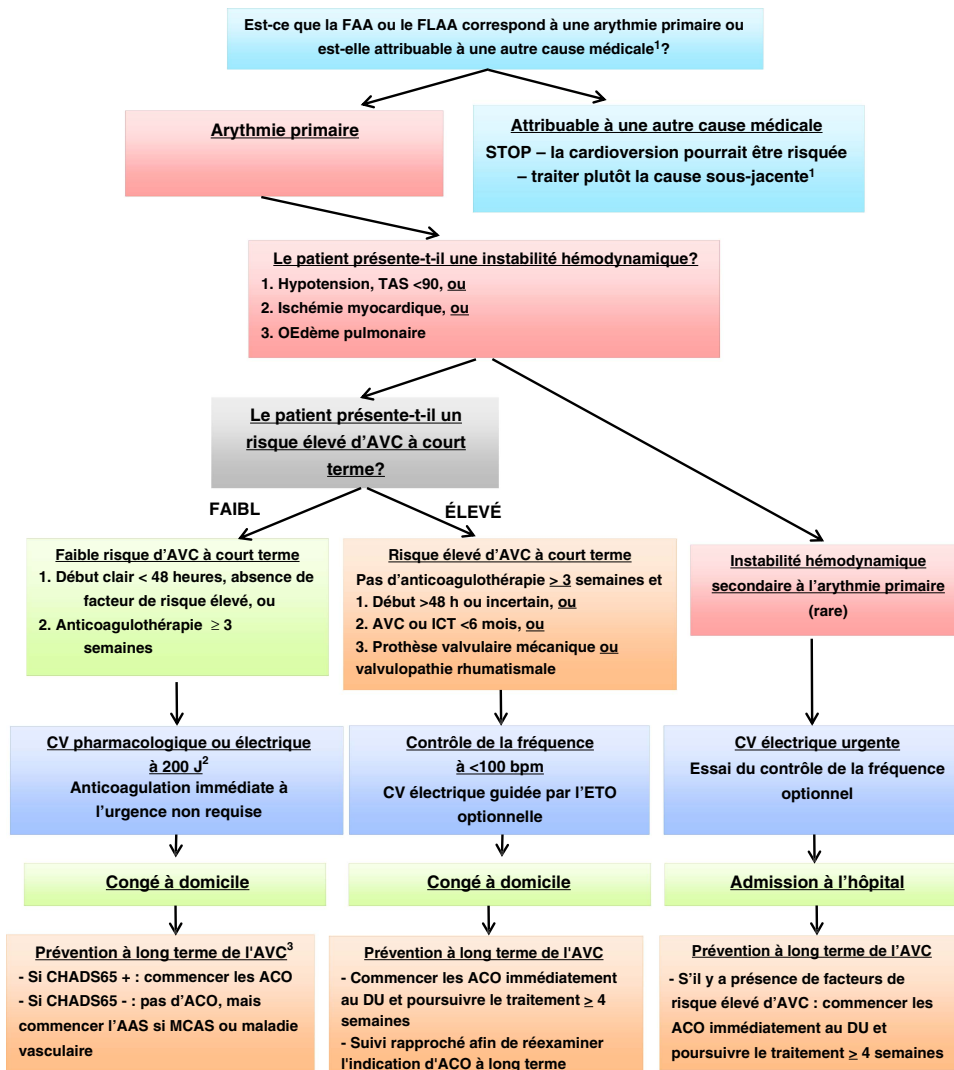 Est-ce que la FAA ou le FLAA correspond à une arythmie primaire ou
est-elle attribuable à une autre cause médicale1?
Arythmie primaire
Attribuable à une autre cause médicale
STOP – la cardioversion pourrait être risquée
– traiter plutôt la cause sous-jacente1
Le patient présente-t-il une instabilité hémodynamique?
1. Hypotension, TAS <90, ou
2. Ischémie myocardique, ou
3. OEdème pulmonaire
Le patient présente-t-il un
risque élevé d'AVC à court
terme?
FAIBL
ÉLEVÉ
Faible risque d'AVC à court terme
1. Début clair < 48 heures, absence de
facteur de risque élevé, ou
2. Anticoagulothérapie ≥ 3
semaines
Risque élevé d'AVC à court terme
Pas d'anticoagulothérapie ≥ 3 semaines et
1. Début >48 h ou incertain, ou
2. AVC ou ICT <6 mois, ou
3. Prothèse valvulaire mécanique ou
valvulopathie rhumatismale
Instabilité hémodynamique
secondaire à l'arythmie primaire
(rare)
CV pharmacologique ou électrique
à 200 J2
Anticoagulation immédiate à
l'urgence non requise
Contrôle de la fréquence
à <100 bpm
CV électrique guidée par l'ETO
optionnelle
CV électrique urgente
Essai du contrôle de la fréquence
optionnel
Congé à domicile
Congé à domicile
Admission à l'hôpital
Prévention à long terme de l'AVC3
- Si CHADS65 + : commencer les ACO
- Si CHADS65 - : pas d'ACO, mais
commencer l'AAS si MCAS ou maladie
vasculaire
Prévention à long terme de l'AVC
- Commencer les ACO immédiatement
au DU et poursuivre le traitement ≥ 4
semaines
- Suivi rapproché afin de réexaminer
l'indication d'ACO à long terme
Prévention à long terme de l'AVC
- S'il y a présence de facteurs de
risque élevé d'AVC : commencer les
ACO immédiatement au DU et
poursuivre le traitement ≥ 4 semaines